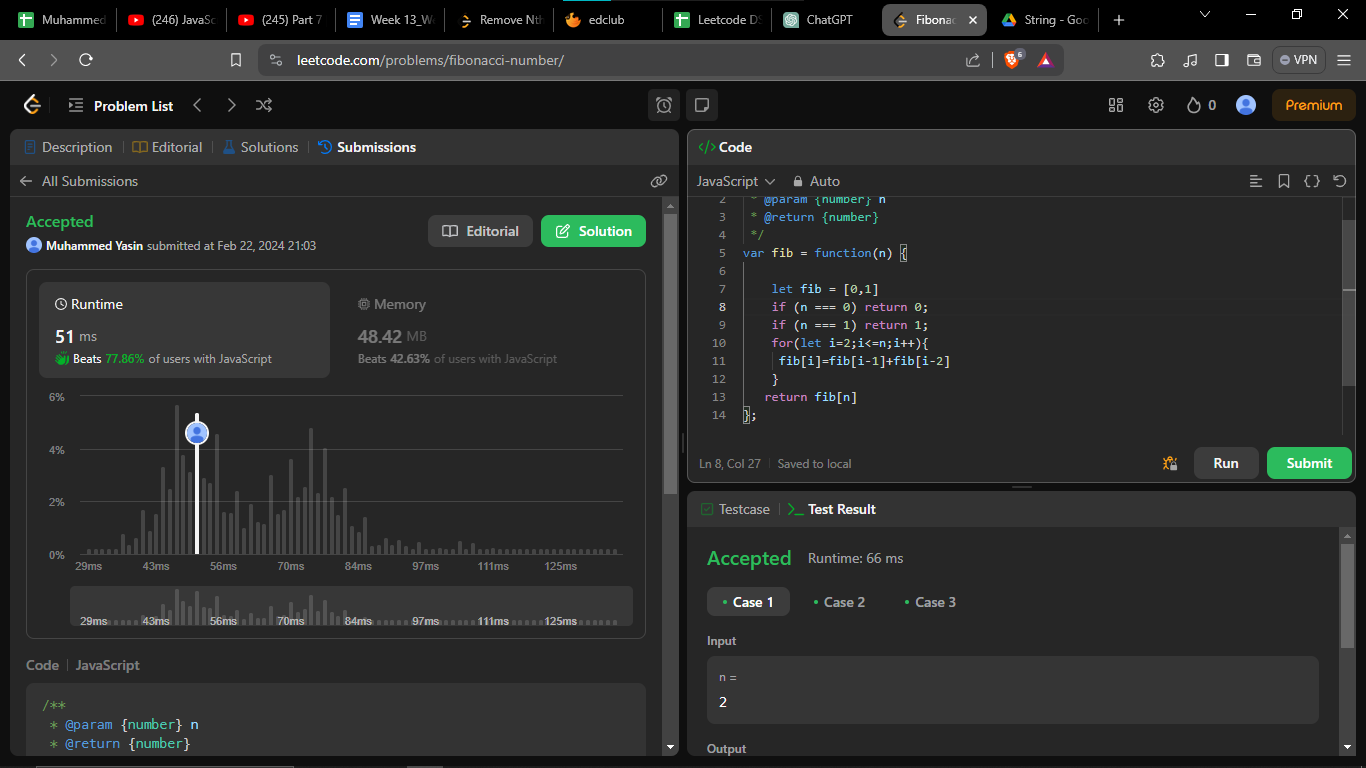 Muhammed
(246) JavaSc
(245) Part 7
Week 13_W
Remove Nth
edclub
Leetcode DS
ChatGPT
Fibonac
String - Goo
leetcode.com/problems/fibonacci-number/
6
VPN
Problem List
0
Premium
Description
Editorial
Solutions
Submissions
All Submissions
Accepted
Muhammed Yasin submitted at Feb 22, 2024 21:03
Editorial
Solution
Runtime
51 ms
Beats 77.86% of users with JavaScript
Memory
48.42 MB
Beats 42.63% of users with JavaScript
6%
4%
2%
0%
29ms 43ms 56ms 70ms 84ms 97ms 111ms 125ms
29ms 43ms 56ms 70ms 84ms 97ms 111ms 125ms
Code | JavaScript
/**
* @param {number} n
* @return {number}
</> Code
JavaScript
Auto
2 * @param {number} n
3 * @return {number}
4 */
5 var fib = function(n) {
6
7 let fib = [0,1]
8 if (n === 0) return 0;
9 if (n === 1) return 1;
10 for(let i=2;i<=n;i++){
11 fib[i]=fib[i-1]+fib[i-2]
12 }
13 return fib[n]
14 };
Ln 8, Col 27
Saved to local
Run
Submit
Testcase
Test Result
Accepted
Runtime: 66 ms
Case 1
Case 2
Case 3
Input
n =
2
Output